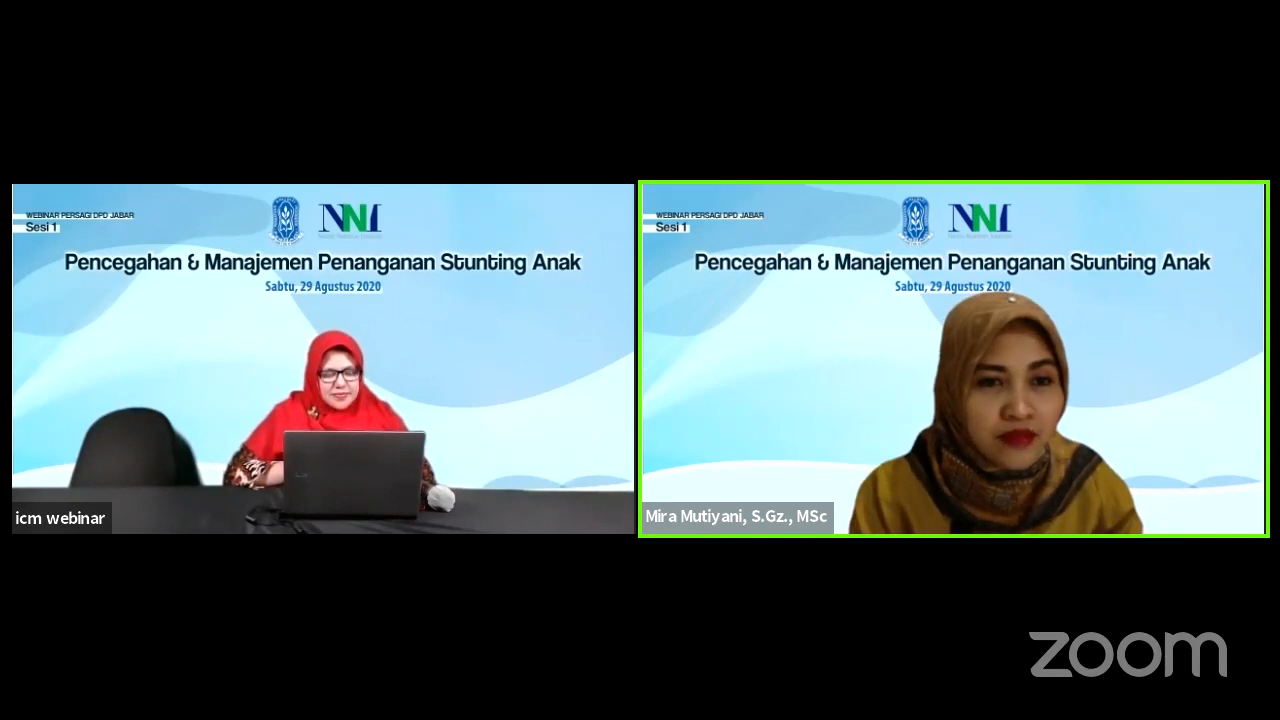 WEBINAR PERSAGI DPD JABAR
Sesi 1
NNI
Pencegahan & Manajemen Penanganan Stunting Anak
Sabtu, 29 Agustus 2020
icm webinar
WEBINAR PERSAGI DPD JABAR
Sesi 1
NNI
Pencegahan & Manajemen Penanganan Stunting Anak
Sabtu, 29 Agustus 2020
Mira Mutiyani, S.Gz., MSc
zoom